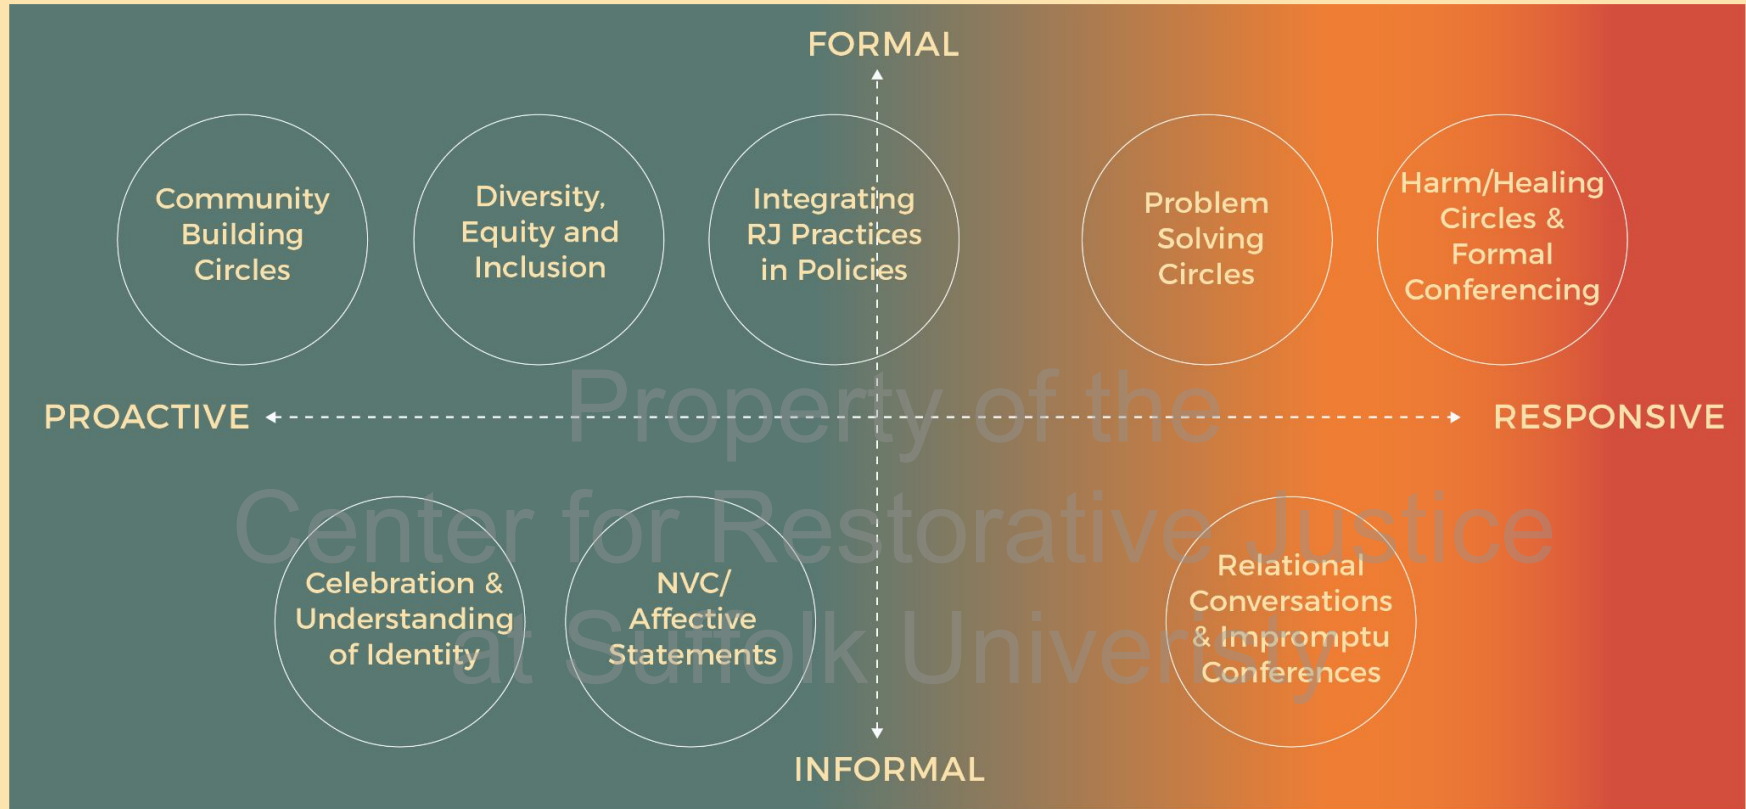 FORMAL
Community
Building
Circles
Diversity,
Equity and
Inclusion
Integrating
RJ Practices
in Policies
Problem
Solving
Circles
Harm/Healing
Circles &
Formal
Conferencing
PROACTIVE
RESPONSIVE
Property of the
Center for Restorative Justice
at Suffolk Univeristy
Celebration &
Understanding
of Identity
NVC/
Affective
Statements
Relational
Conversations
& Impromptu
Conferences
INFORMAL